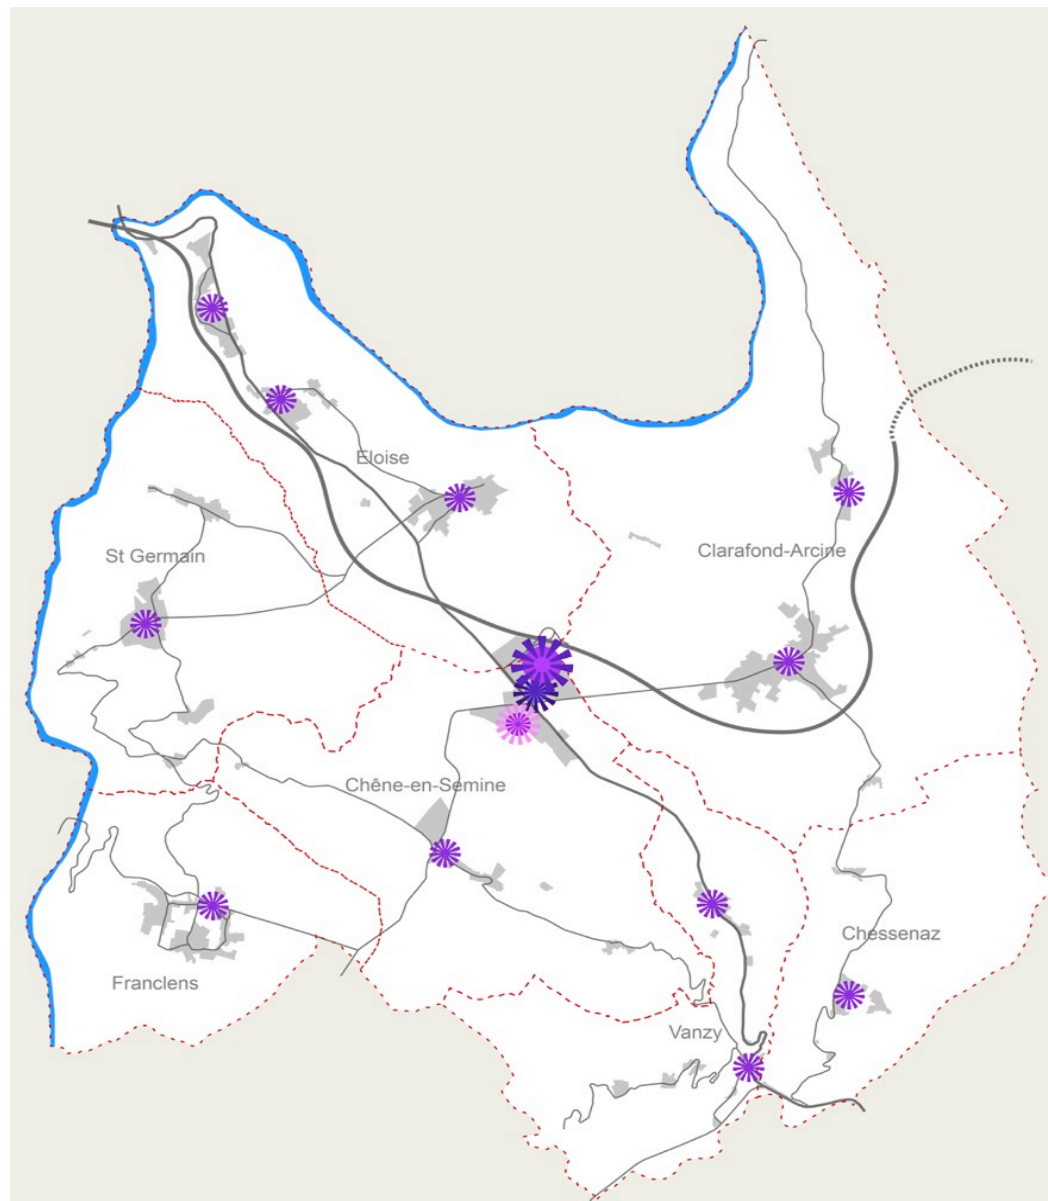 Eloise
Clarafond-Arcine
St Germain
Chêne-en-Semine
Chessenaz
Franclens
Vanzy